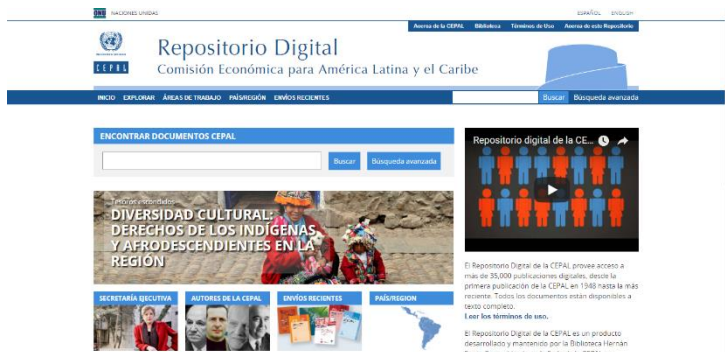 NACIONES UNIDAS
ESPAÑOL ENGLISH
Acerca de la CEPAL Biblioteca Términos de Uso Acerca de este Repositorio
CEPAL
Repositorio Digital
Comisión Económica para América Latina y el Caribe
INICIO EXPLORAR ÁREAS DE TRABAJO PAÍS/REGIÓN ENVÍOS RECIENTES
Buscar Búsqueda avanzada
ENCONTRAR DOCUMENTOS CEPAL
Buscar Búsqueda avanzada
Tesoros escondidos
DIVERSIDAD CULTURAL:
DERECHOS DE LOS INDÍGENAS
Y AFRODESCENDIENTES EN LA
REGIÓN
SECRETARÍA EJECUTIVA
AUTORES DE LA CEPAL
ENVÍOS RECIENTES
PAÍS/REGION
Repositorio digital de la CE...
El Repositorio Digital de la CEPAL provee acceso a
más de 35,000 publicaciones digitales, desde la
primera publicación de la CEPAL en 1948 hasta la más
reciente. Todos los documentos están disponibles a
texto completo.
Leer los términos de uso.
El Repositorio Digital de la CEPAL es un producto
desarrollado y mantenido por la Biblioteca Hernán